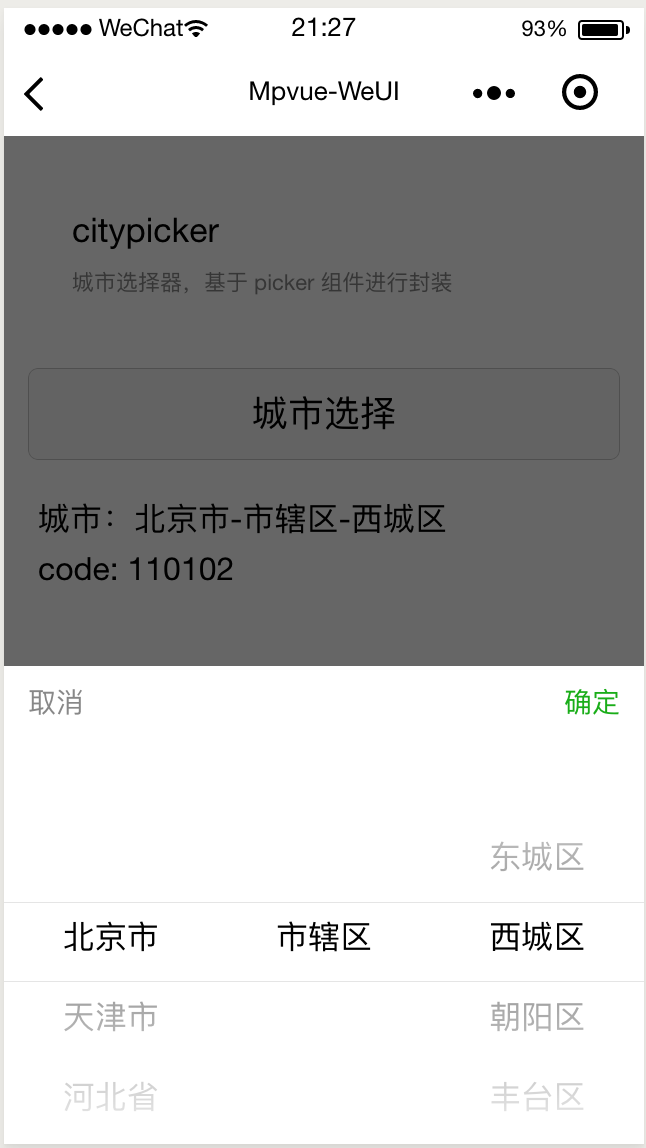 WeChat 21:27 93%
Mpvue-WeUI
citypicker
城市选择器，基于 picker 组件进行封装
城市选择
城市：北京市-市辖区-西城区
code: 110102
取消 确定
东城区
北京市 市辖区 西城区
天津市 朝阳区
河北省 丰台区